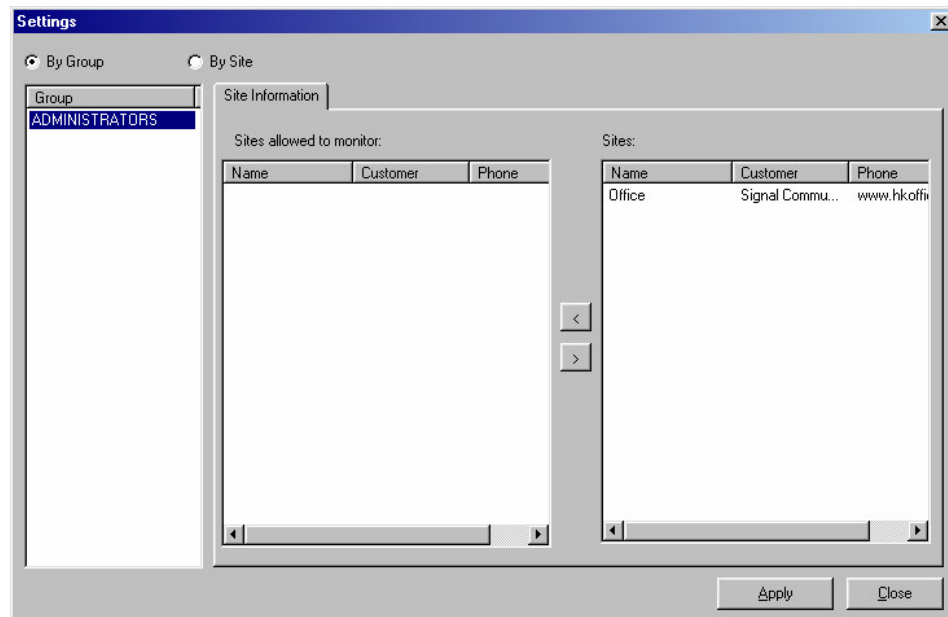 Settings
By Group By Site
Group
ADMINISTRATORS
Site Information
Sites allowed to monitor:
Name Customer Phone
Sites:
Name Customer Phone
Office Signal Commu... www.hkoffi
<
>
Apply Close